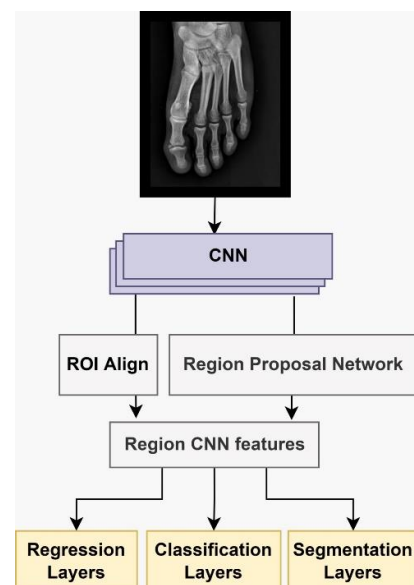 CNN
ROI Align
Region Proposal Network
Region CNN features
Regression
Layers
Classification
Layers
Segmentation
Layers